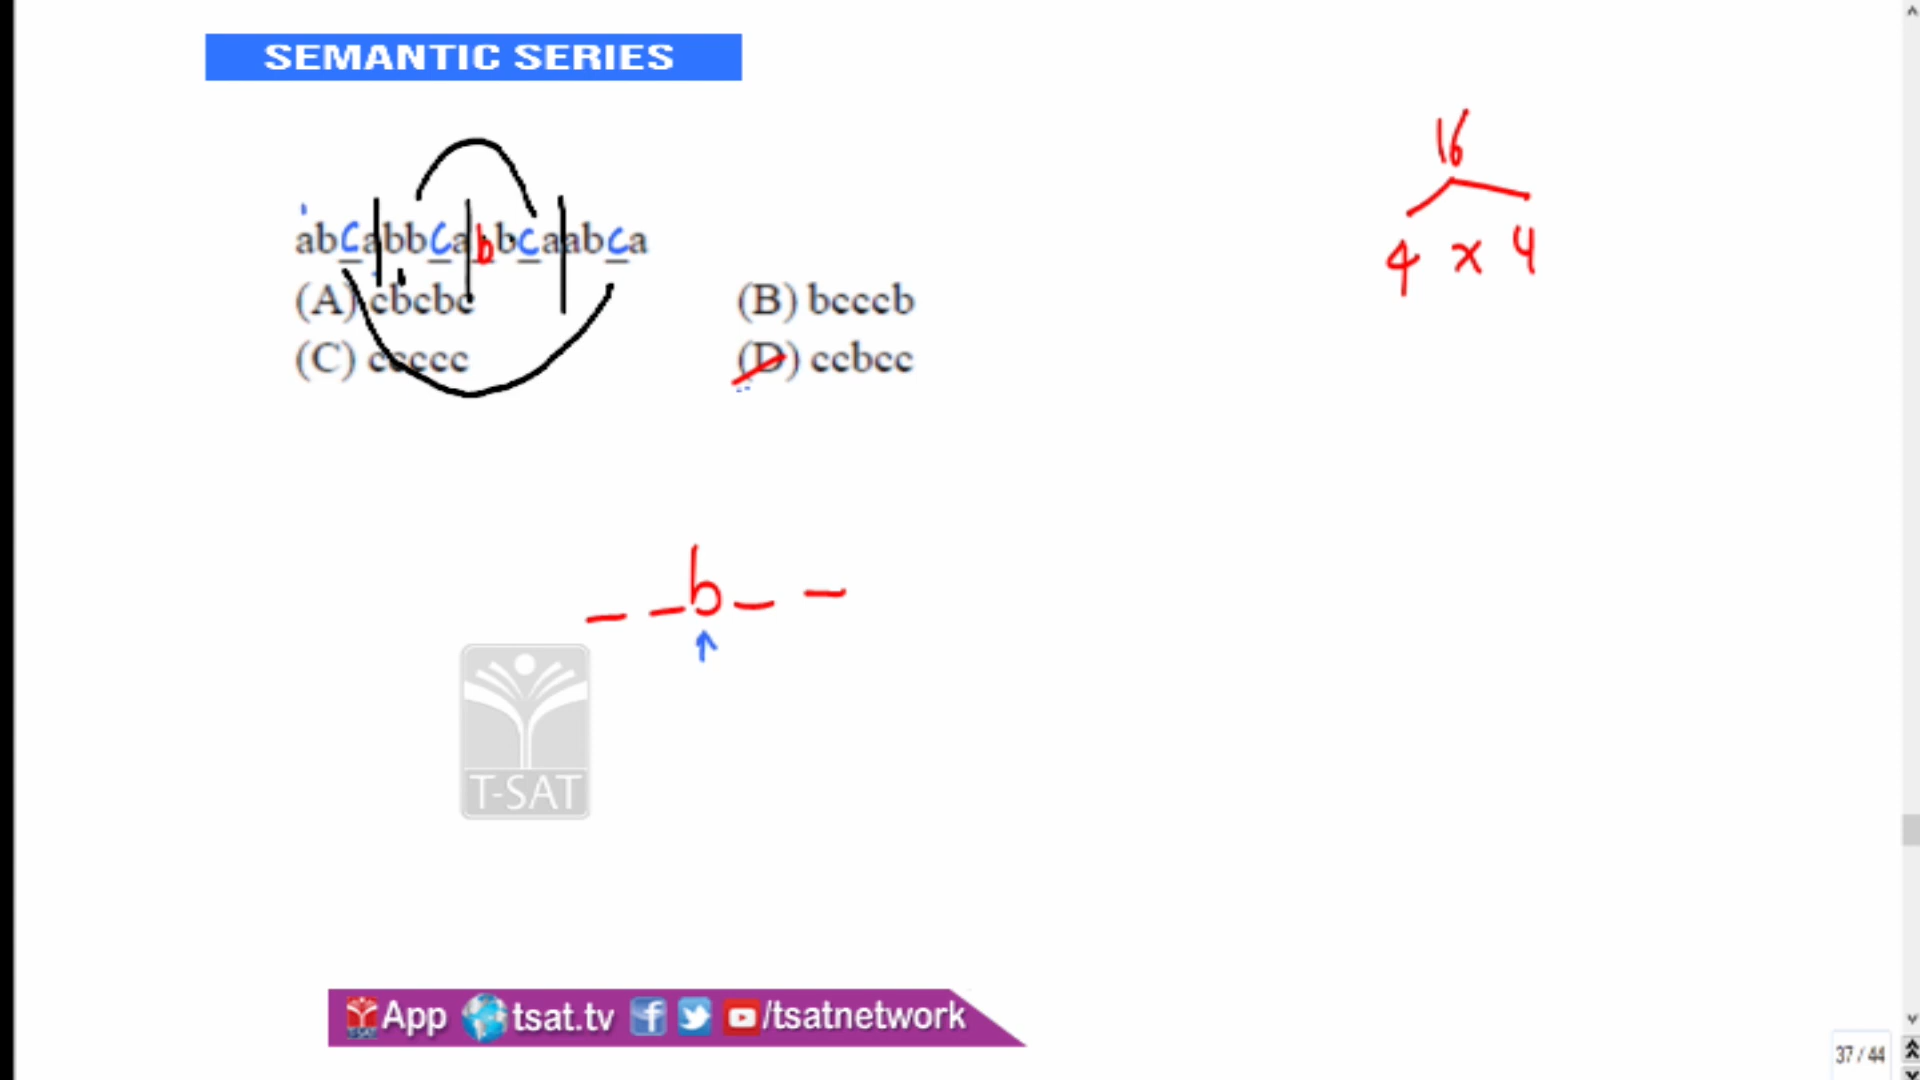 SEMANTIC SERIES
16
4 x 4
abcabbcabbcaabca
(A) cbcbc (B) bcccb
(C) ccccc (D) ccbcc
_ _ b _ _
T-SAT
App tsat.tv /tsatnetwork
37 / 44